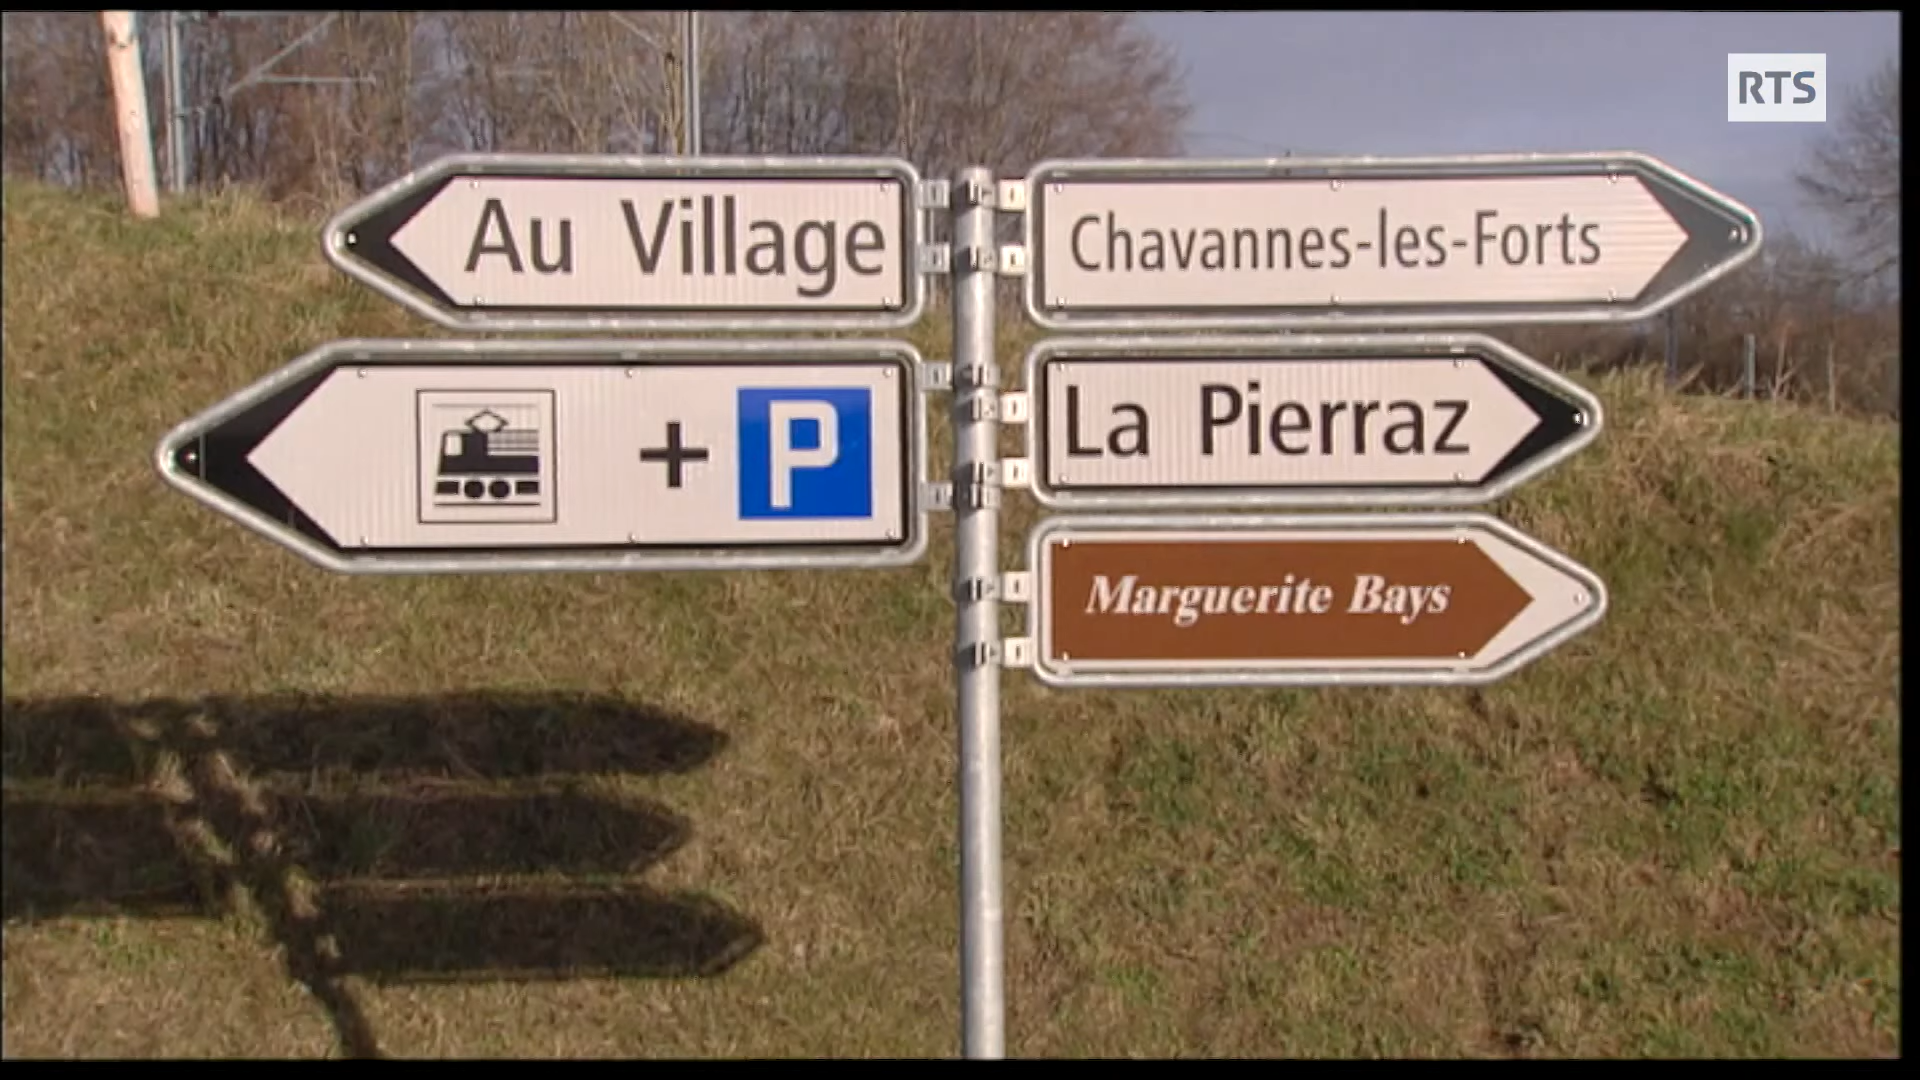 RTS
Au Village
Chavannes-les-Forts
+ P
La Pierraz
Marguerite Bays